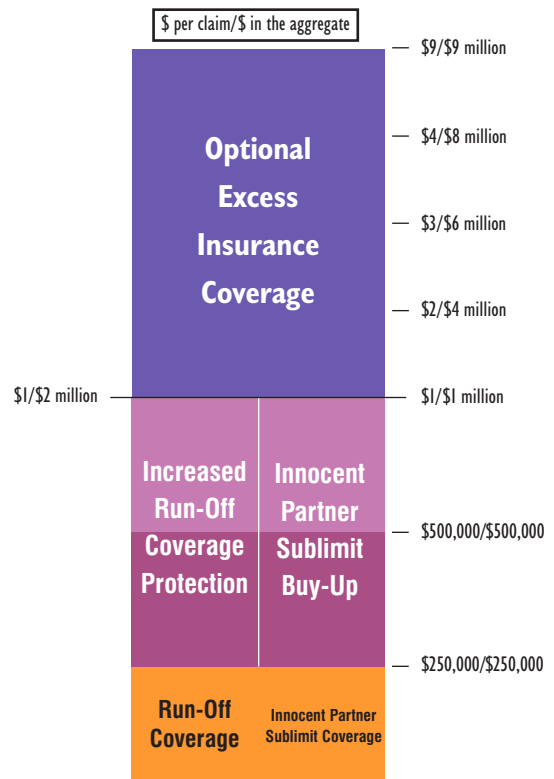 $ per claim/$ in the aggregate
$9/$9 million
$4/$8 million
$3/$6 million
$2/$4 million
Optional
Excess
Insurance
Coverage
$1/$2 million
$1/$1 million
Increased
Run-Off
Coverage
Protection
Innocent
Partner
Sublimit
Buy-Up
$500,000/$500,000
$250,000/$250,000
Run-Off
Coverage
Innocent Partner
Sublimit Coverage